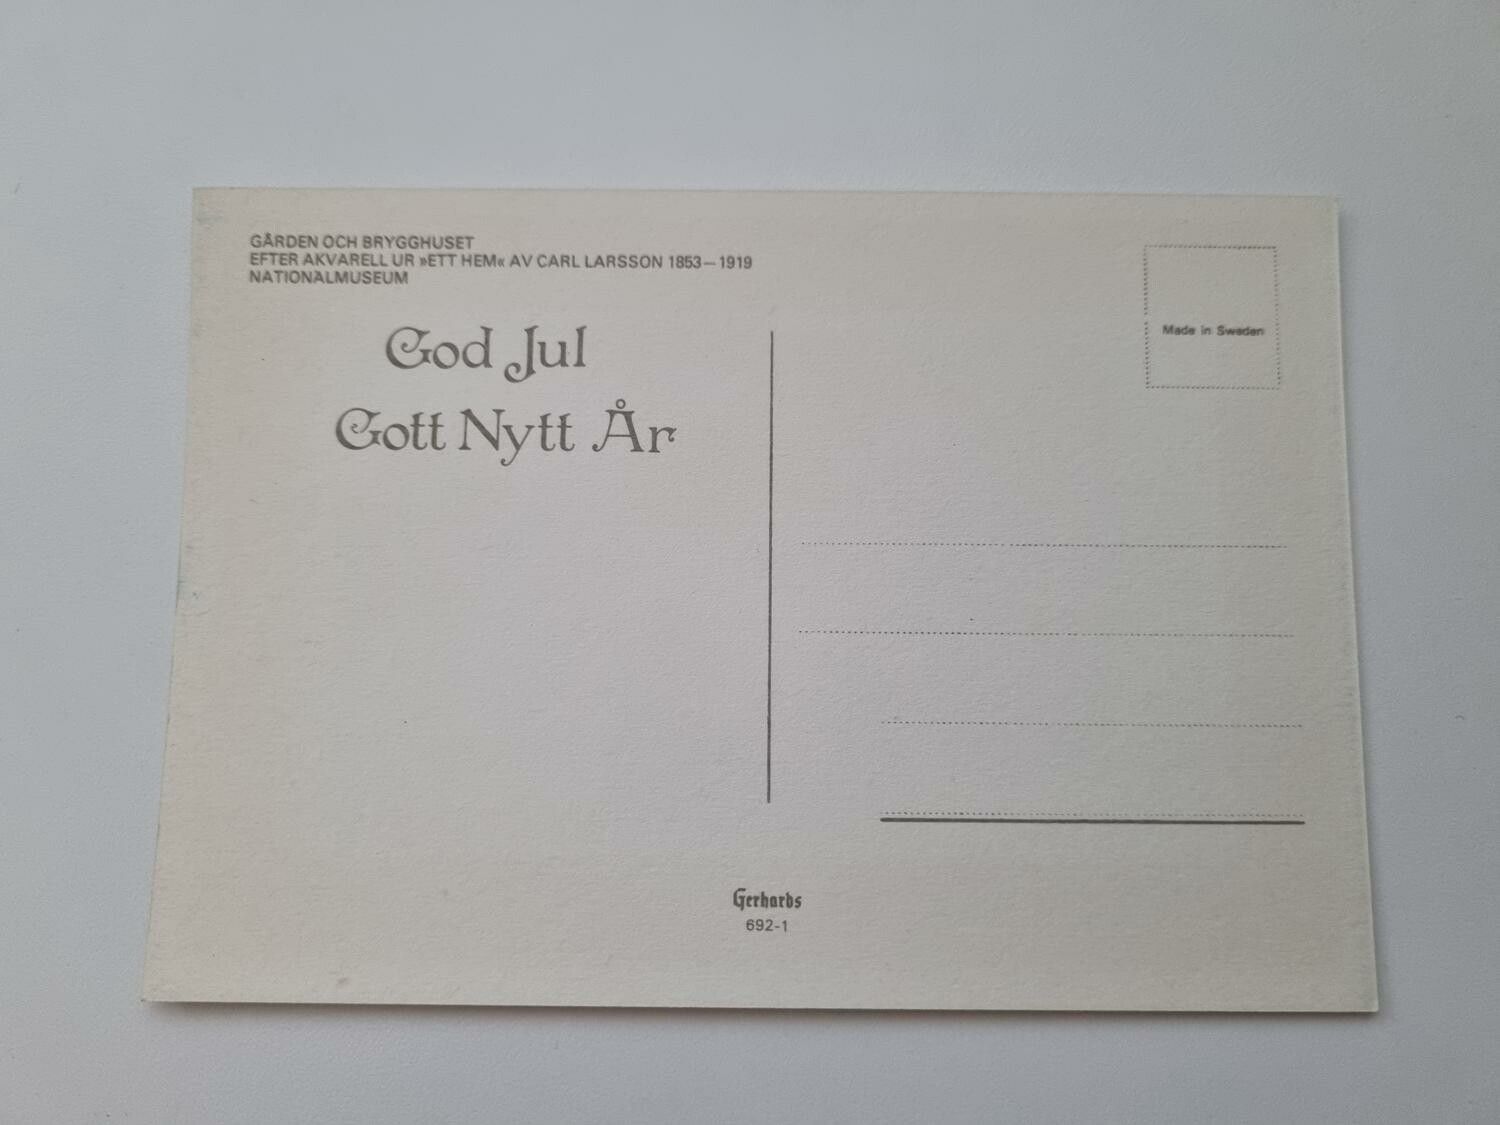 GÅRDEN OCH BRYGGHUSET
EFTER AKVARELL UR »ETT HEM« AV CARL LARSSON 1853—1919
NATIONALMUSEUM
God Jul
Gott Nytt År
Made in Sweden
Gerhards
692-1